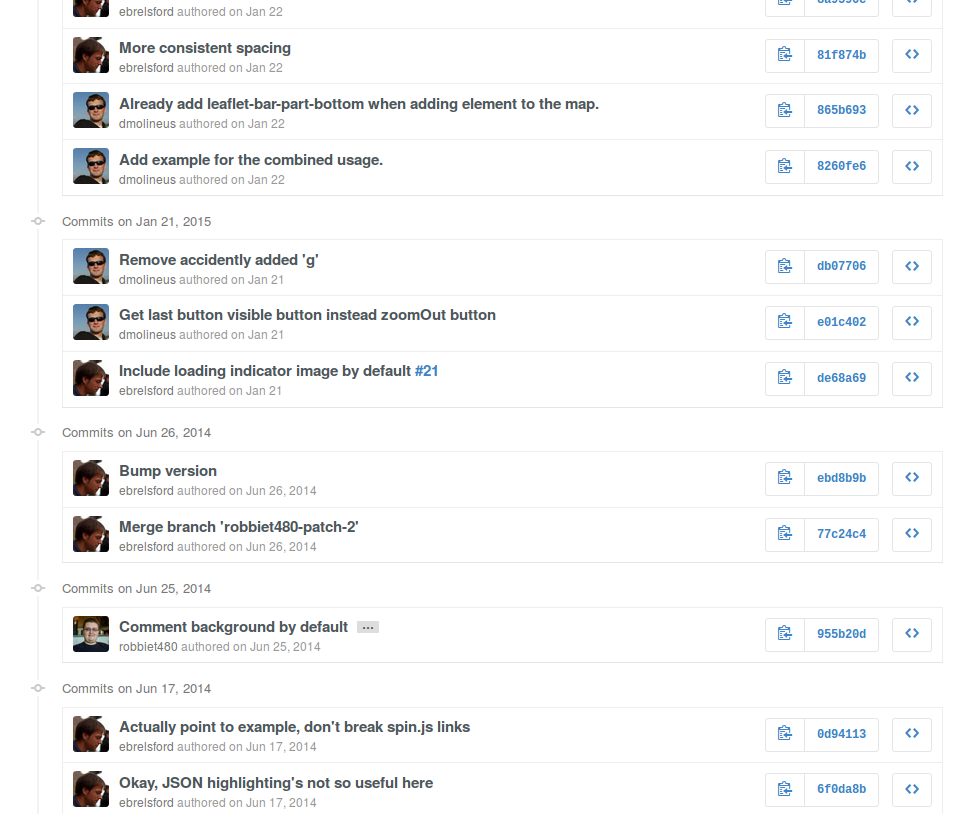 ebrelsford authored on Jan 22
More consistent spacing
81f874b
ebrelsford authored on Jan 22
Already add leaflet-bar-part-bottom when adding element to the map.
865b693
dmolineus authored on Jan 22
Add example for the combined usage.
8260fe6
dmolineus authored on Jan 22
Commits on Jan 21, 2015
Remove accidently added 'g'
db07706
dmolineus authored on Jan 21
Get last button visible button instead zoomOut button
e01c402
dmolineus authored on Jan 21
Include loading indicator image by default #21
de68a69
ebrelsford authored on Jan 21
Commits on Jun 26, 2014
Bump version
ebd8b9b
ebrelsford authored on Jun 26, 2014
Merge branch 'robbiet480-patch-2'
77c24c4
ebrelsford authored on Jun 26, 2014
Commits on Jun 25, 2014
Comment background by default …
955b20d
robbiet480 authored on Jun 25, 2014
Commits on Jun 17, 2014
Actually point to example, don't break spin.js links
0d94113
ebrelsford authored on Jun 17, 2014
Okay, JSON highlighting's not so useful here
6f0da8b
ebrelsford authored on Jun 17, 2014